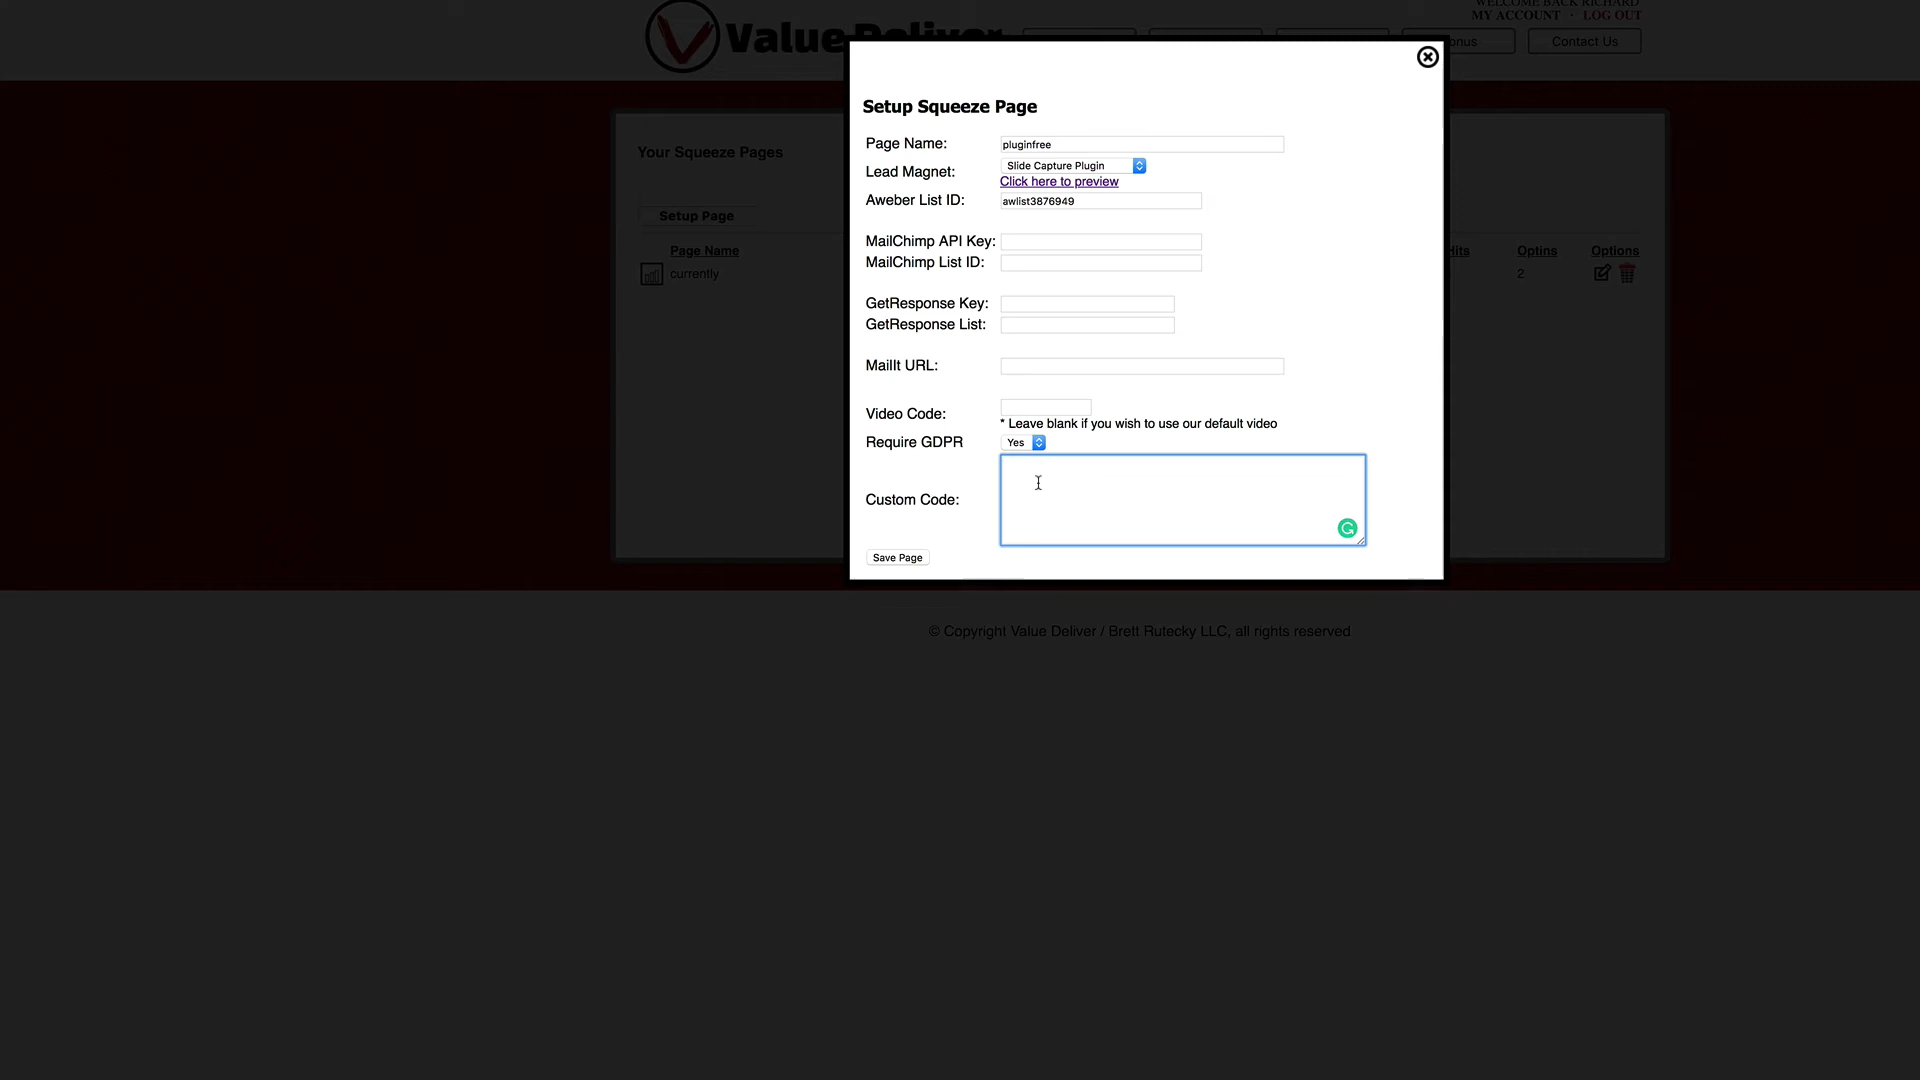 WELCOME BACK RICHARD
MY ACCOUNT · LOG OUT
Value Deliver
onus
Contact Us
Setup Squeeze Page
Page Name: pluginfree
Lead Magnet: Slide Capture Plugin
Click here to preview
Aweber List ID: awlist3876949
MailChimp API Key:
MailChimp List ID:
GetResponse Key:
GetResponse List:
MailIt URL:
Video Code:
* Leave blank if you wish to use our default video
Require GDPR Yes
Custom Code:
Save Page
Your Squeeze Pages
Setup Page
Page Name Hits Optins Options
currently 2
© Copyright Value Deliver / Brett Rutecky LLC, all rights reserved